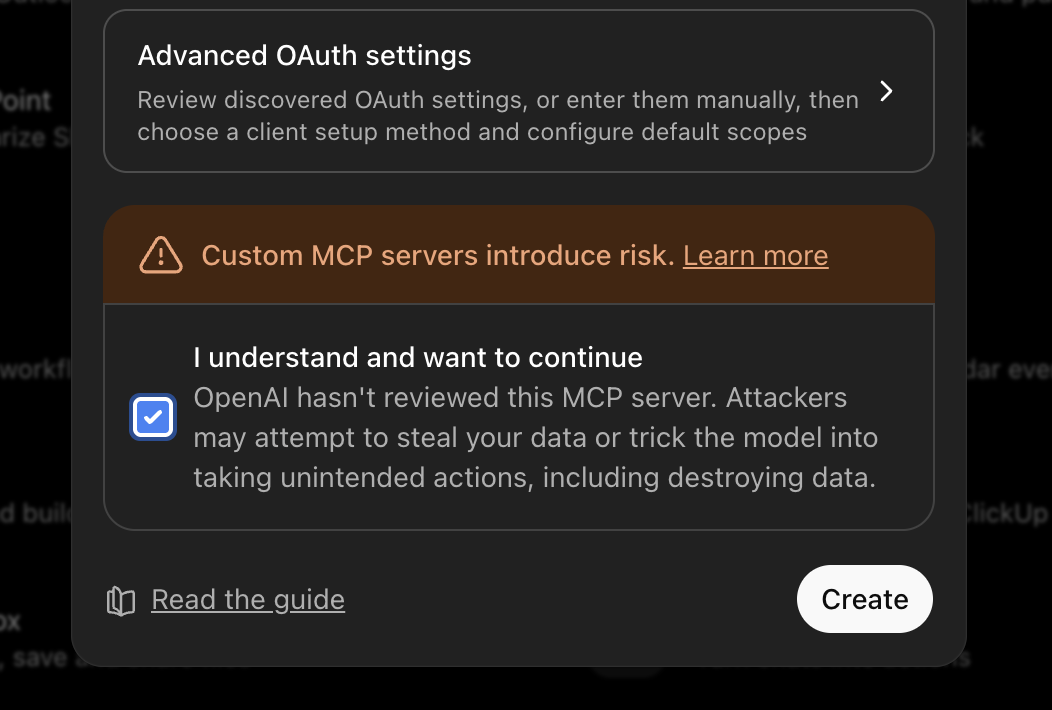 Advanced OAuth settings
Review discovered OAuth settings, or enter them manually, then
choose a client setup method and configure default scopes
Custom MCP servers introduce risk. Learn more
I understand and want to continue
OpenAI hasn't reviewed this MCP server. Attackers
may attempt to steal your data or trick the model into
taking unintended actions, including destroying data.
Read the guide
Create
ClickUp